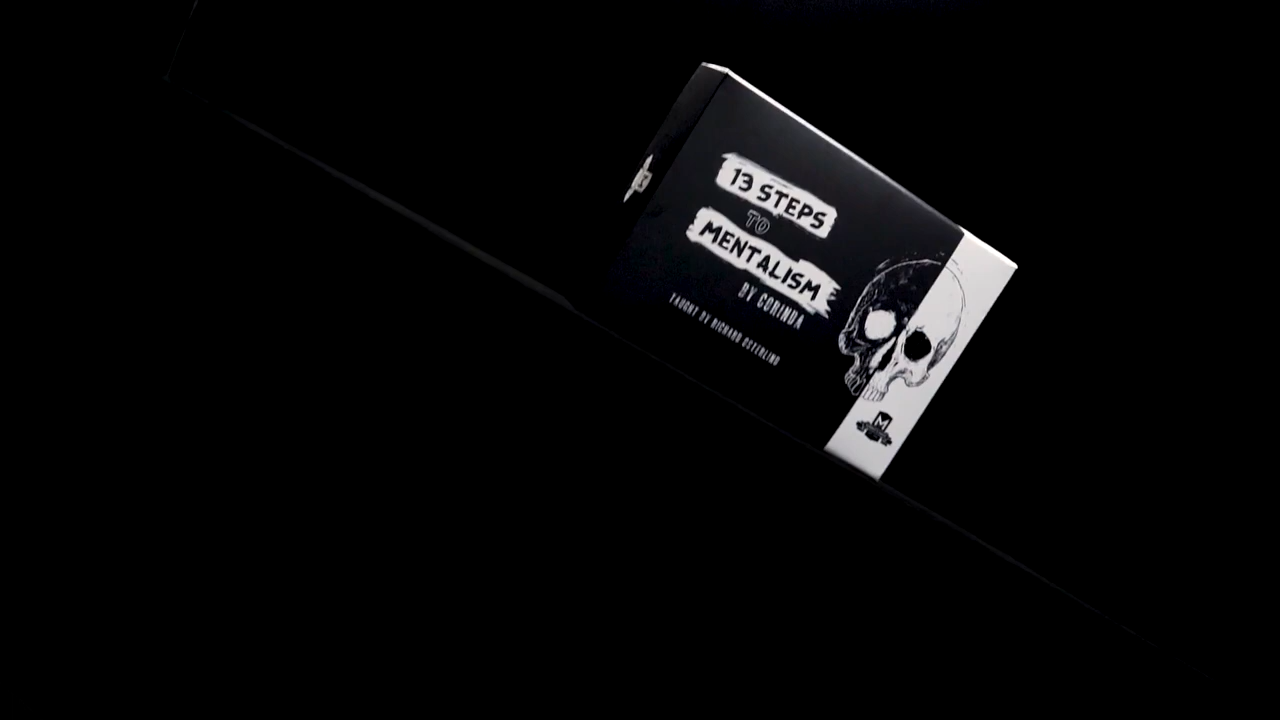 13 STEPS
TO
MENTALISM
BY CORINDA
TAUGHT BY RICHARD OSTERLIND
M